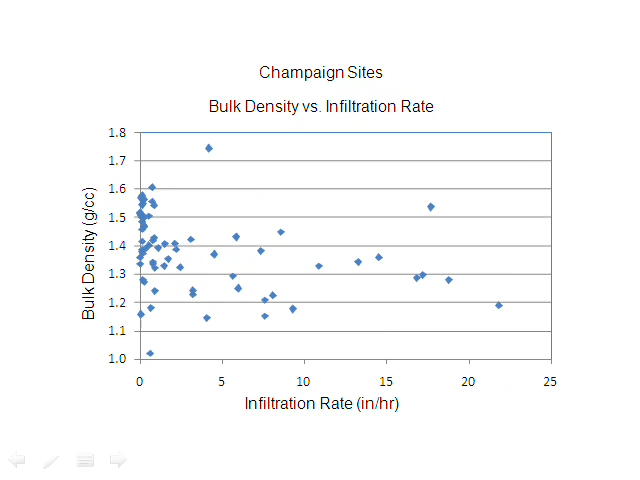 Champaign Sites
Bulk Density vs. Infiltration Rate
1.8
1.7
1.6
1.5
1.4
1.3
1.2
1.1
1.0
Bulk Density (g/cc)
0 5 10 15 20 25
Infiltration Rate (in/hr)